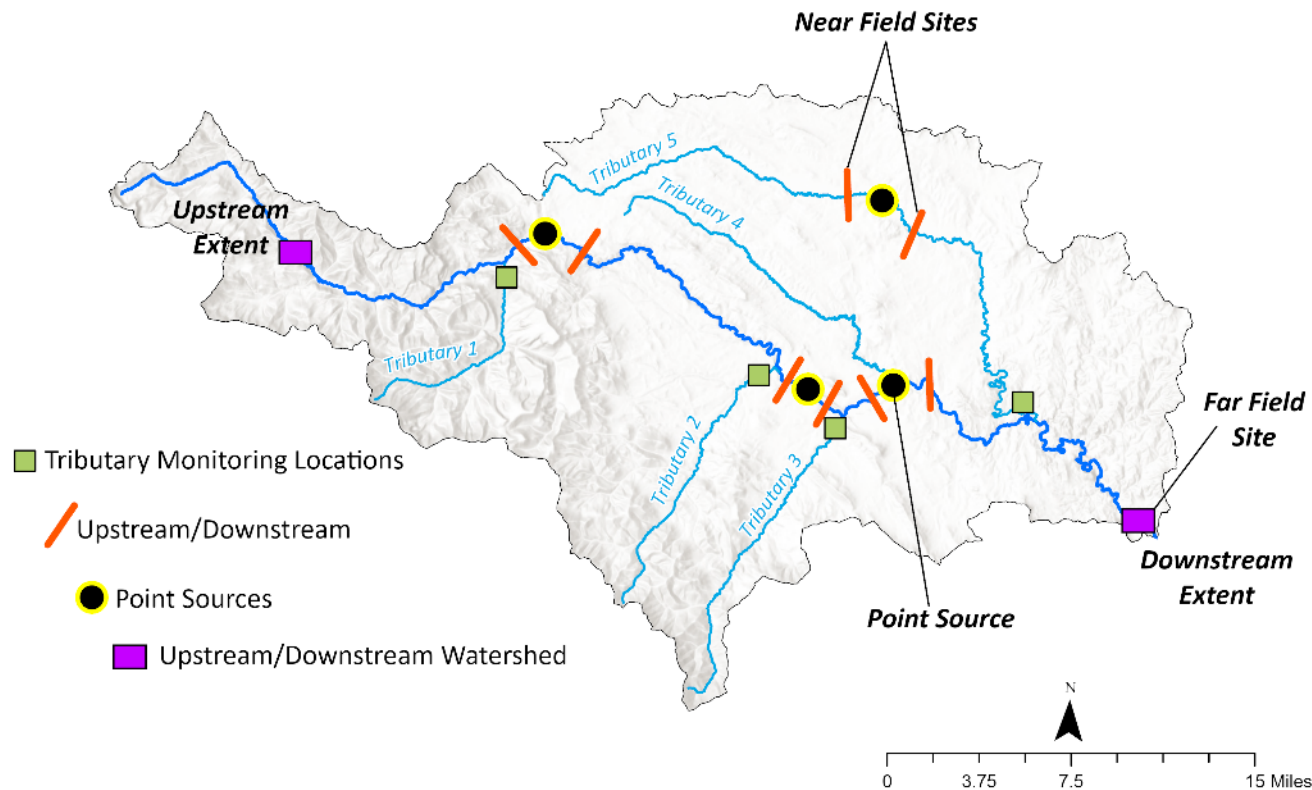 Near Field Sites
Tributary 5
Tributary 4
Upstream
Extent
Tributary 1
Far Field
Site
Tributary 2
Tributary 3
Tributary Monitoring Locations
Upstream/Downstream
Downstream
Extent
Point Sources
Point Source
Upstream/Downstream Watershed
N
0 3.75 7.5 15 Miles